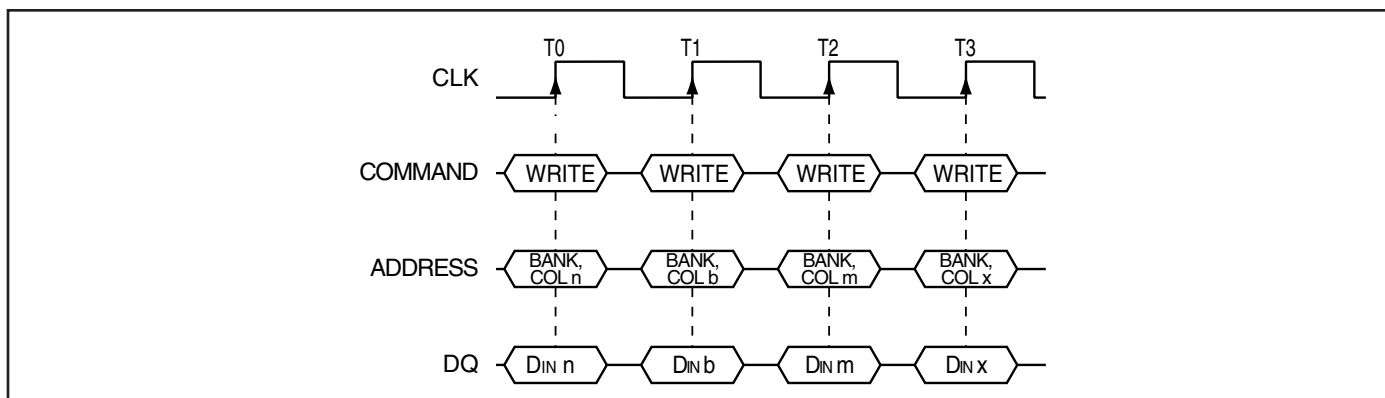 T0 T1 T2 T3
CLK
COMMAND WRITE WRITE WRITE WRITE
ADDRESS BANK, COL n BANK, COL b BANK, COL m BANK, COL x
DQ DIN n DIN b DIN m DIN x